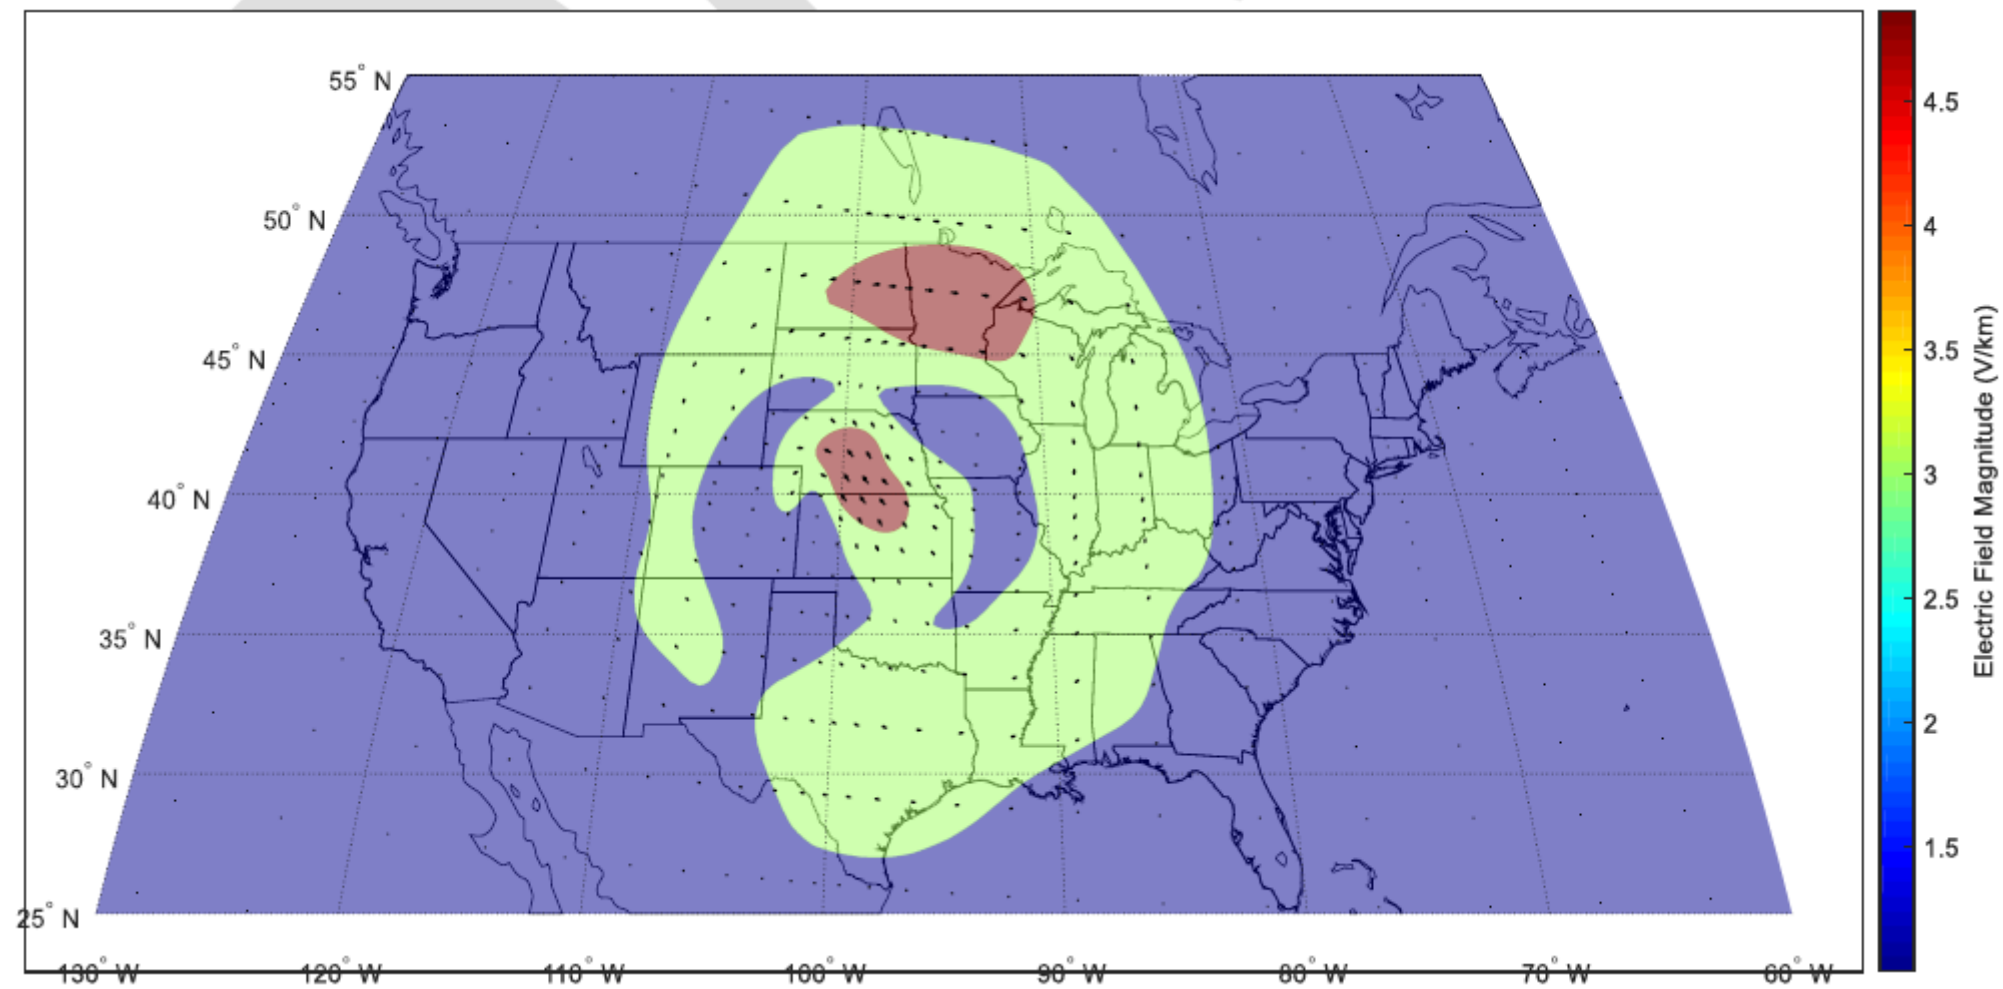 55° N
50° N
45° N
40° N
35° N
30° N
25° N
130° W 120° W 110° W 100° W 90° W 80° W 70° W 60° W
4.5
4
3.5
3
2.5
2
1.5
Electric Field Magnitude (V/km)